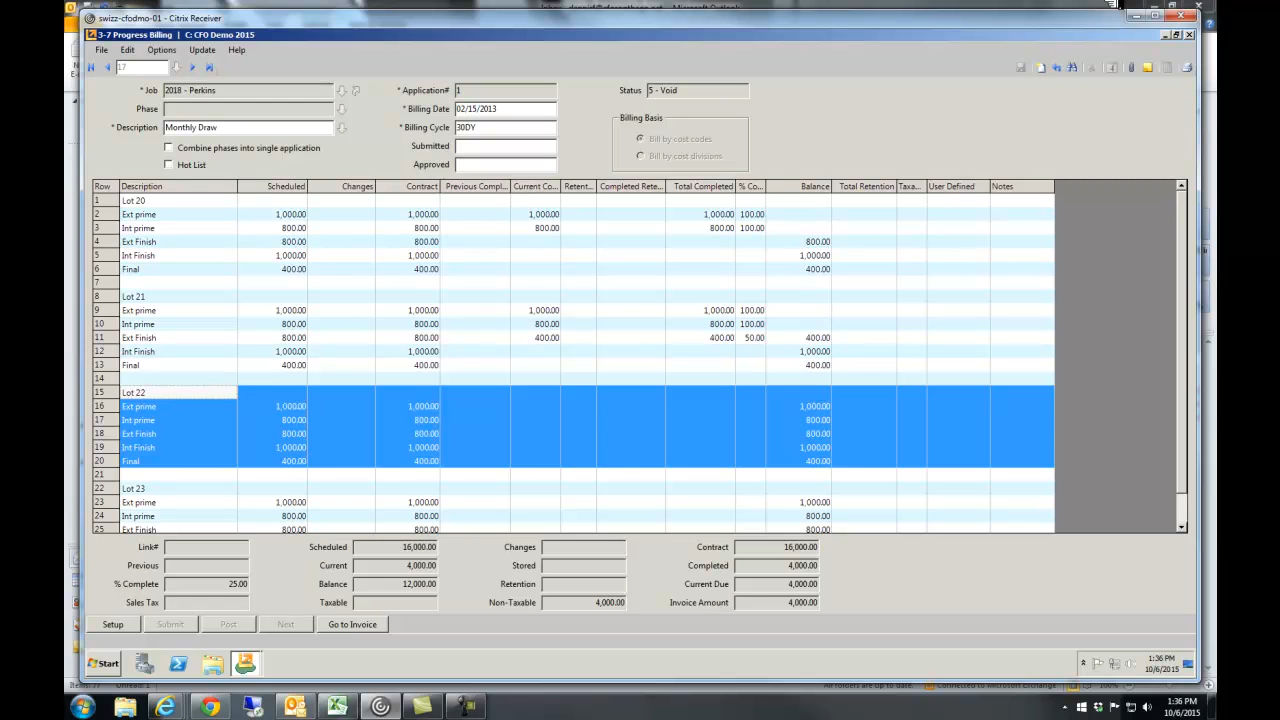 swizz-cfodmo-01 - Citrix Receiver
3-7 Progress Billing | C: CFO Demo 2015
File Edit Options Update Help
17
* Job 2018 - Perkins * Application# 1 Status 5 - Void
Phase * Billing Date 02/15/2013 Billing Basis
* Description Monthly Draw * Billing Cycle 30DY Bill by cost codes
Combine phases into single application Submitted Bill by cost divisions
Hot List Approved
Row Description Scheduled Changes Contract Previous Compl... Current Co... Retent... Completed Rete... Total Completed % Co... Balance Total Retention Taxa... User Defined Notes
1 Lot 20
2 Ext prime 1,000.00 1,000.00 1,000.00 1,000.00 100.00
3 Int prime 800.00 800.00 800.00 800.00 100.00
4 Ext Finish 800.00 800.00 800.00
5 Int Finish 1,000.00 1,000.00 1,000.00
6 Final 400.00 400.00 400.00
7
8 Lot 21
9 Ext prime 1,000.00 1,000.00 1,000.00 1,000.00 100.00
10 Int prime 800.00 800.00 800.00 800.00 100.00
11 Ext Finish 800.00 800.00 400.00 400.00 50.00 400.00
12 Int Finish 1,000.00 1,000.00 1,000.00
13 Final 400.00 400.00 400.00
14
15 Lot 22
16 Ext prime 1,000.00 1,000.00 1,000.00
17 Int prime 800.00 800.00 800.00
18 Ext Finish 800.00 800.00 800.00
19 Int Finish 1,000.00 1,000.00 1,000.00
20 Final 400.00 400.00 400.00
21
22 Lot 23
23 Ext prime 1,000.00 1,000.00 1,000.00
24 Int prime 800.00 800.00 800.00
25 Ext Finish 800.00 800.00 800.00
Link# Scheduled 16,000.00 Changes Contract 16,000.00
Previous Current 4,000.00 Stored Completed 4,000.00
% Complete 25.00 Balance 12,000.00 Retention Current Due 4,000.00
Sales Tax Taxable Non-Taxable 4,000.00 Invoice Amount 4,000.00
Setup Submit Post Next Go to Invoice
Start 1:36 PM
10/6/2015
1:36 PM
10/6/2015